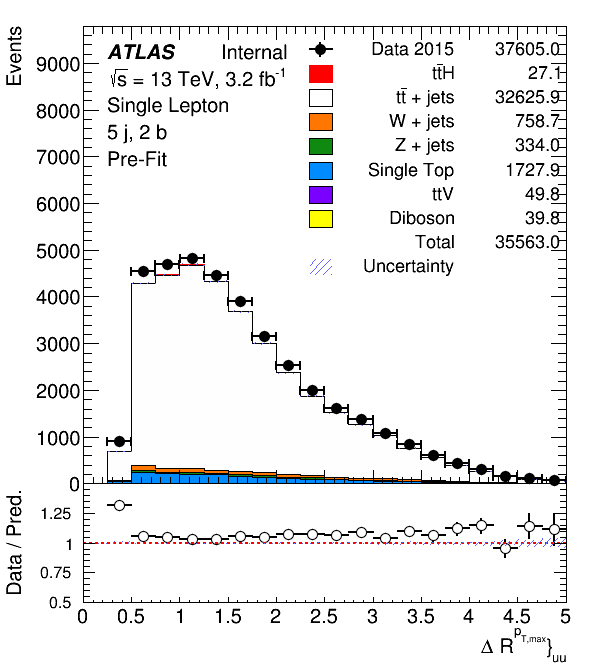 Events
ATLAS Internal
√s = 13 TeV, 3.2 fb⁻¹
Single Lepton
5 j, 2 b
Pre-Fit
Data 2015 37605.0
tt̄H 27.1
tt̄ + jets 32625.9
W + jets 758.7
Z + jets 334.0
Single Top 1727.9
ttV 49.8
Diboson 39.8
Total 35563.0
Uncertainty
9000
8000
7000
6000
5000
4000
3000
2000
1000
0
Data / Pred.
1.25
1
0.75
0.5
0 0.5 1 1.5 2 2.5 3 3.5 4 4.5 5
Δ R^{p_{T,max}}}_{uu}